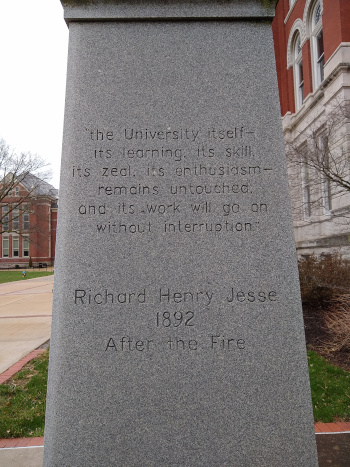 "the University itself—
its learning, its skill,
its zeal, its enthusiasm—
remains untouched,
and its work will go on
without interruption"
Richard Henry Jesse
1892
After the Fire